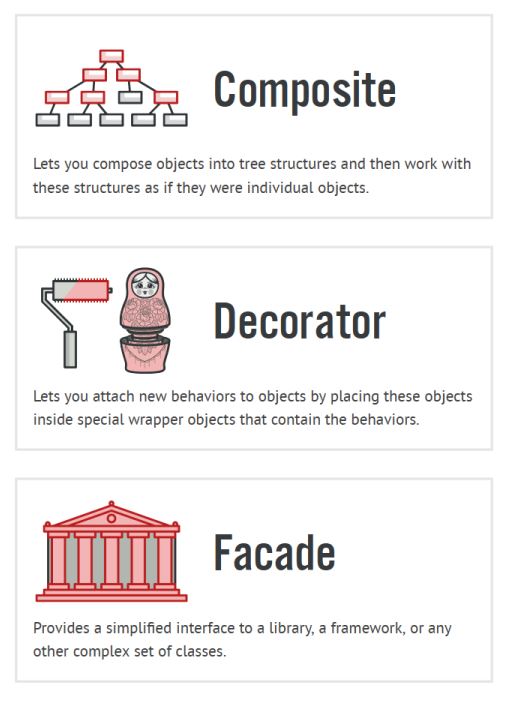 Composite
Lets you compose objects into tree structures and then work with
these structures as if they were individual objects.
Decorator
Lets you attach new behaviors to objects by placing these objects
inside special wrapper objects that contain the behaviors.
Facade
Provides a simplified interface to a library, a framework, or any
other complex set of classes.